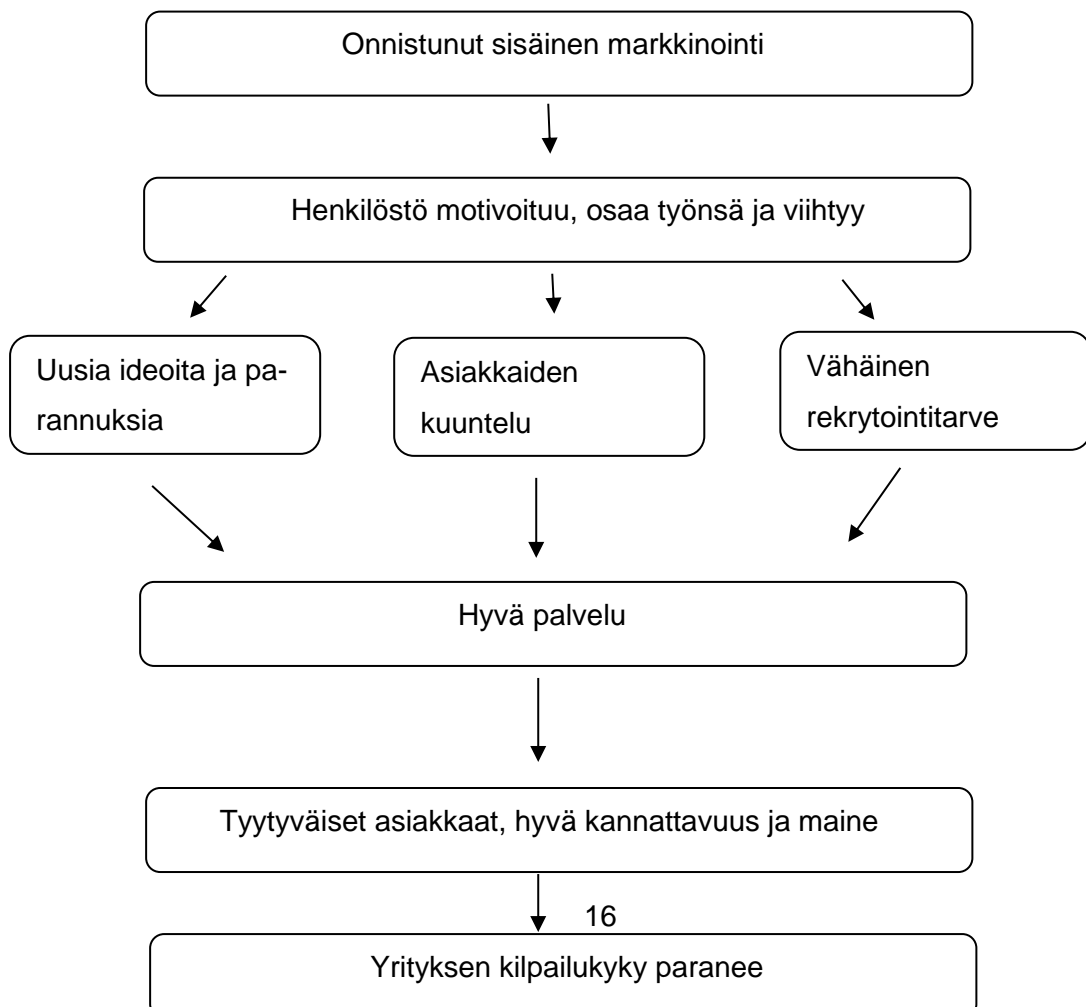 Onnistunut sisäinen markkinointi
Henkilöstö motivoituu, osaa työnsä ja viihtyy
Uusia ideoita ja pa-
rannuksia
Asiakkaiden
kuuntelu
Vähäinen
rekrytointitarve
Hyvä palvelu
Tyytyväiset asiakkaat, hyvä kannattavuus ja maine
16
Yrityksen kilpailukyky paranee